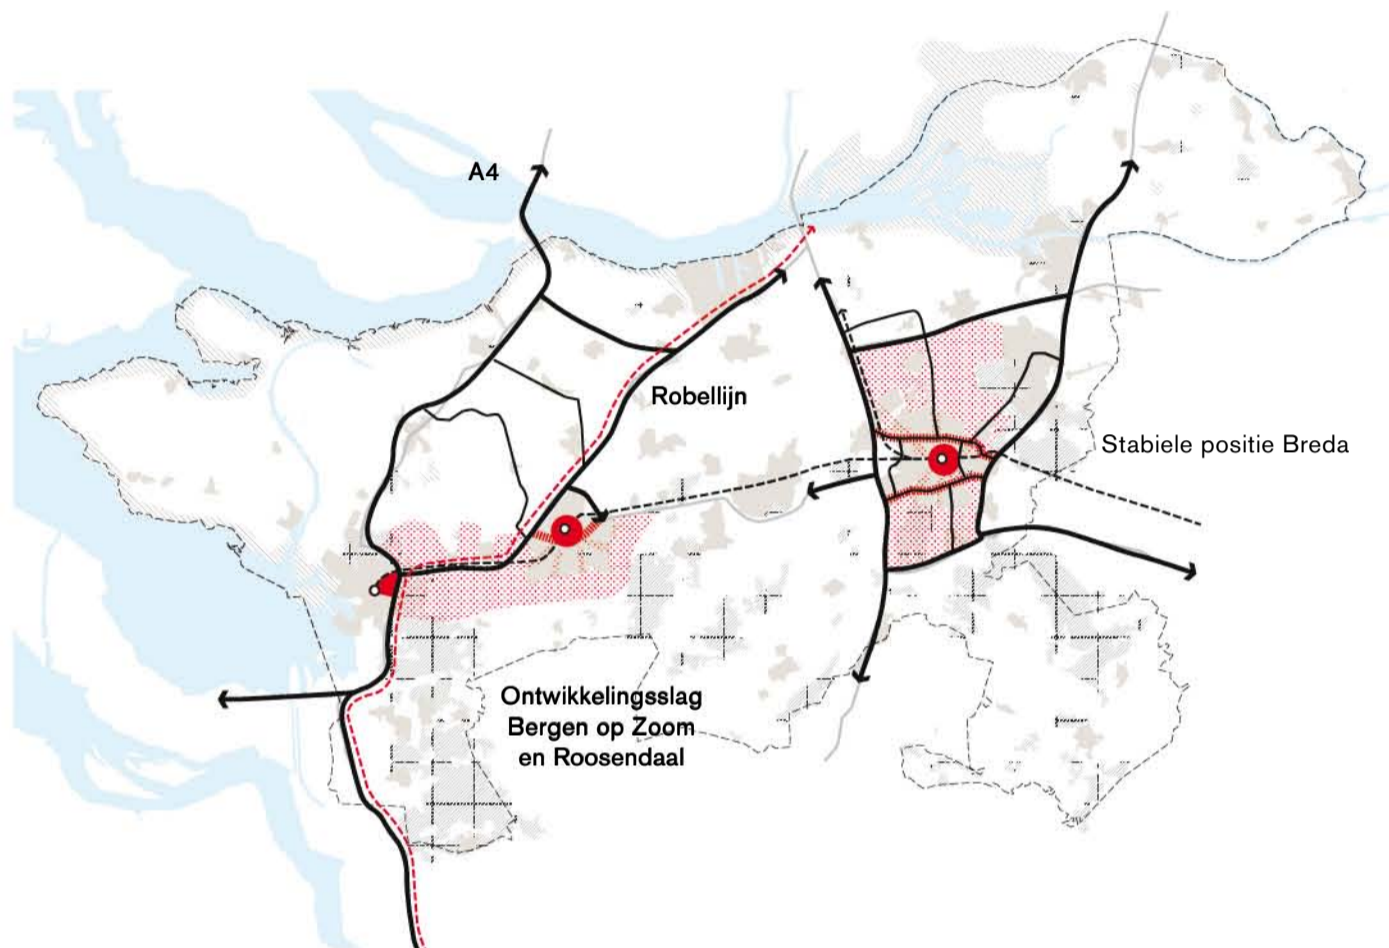 A4
Robellijn
Stabiele positie Breda
Ontwikkelingsslag
Bergen op Zoom
en Roosendaal